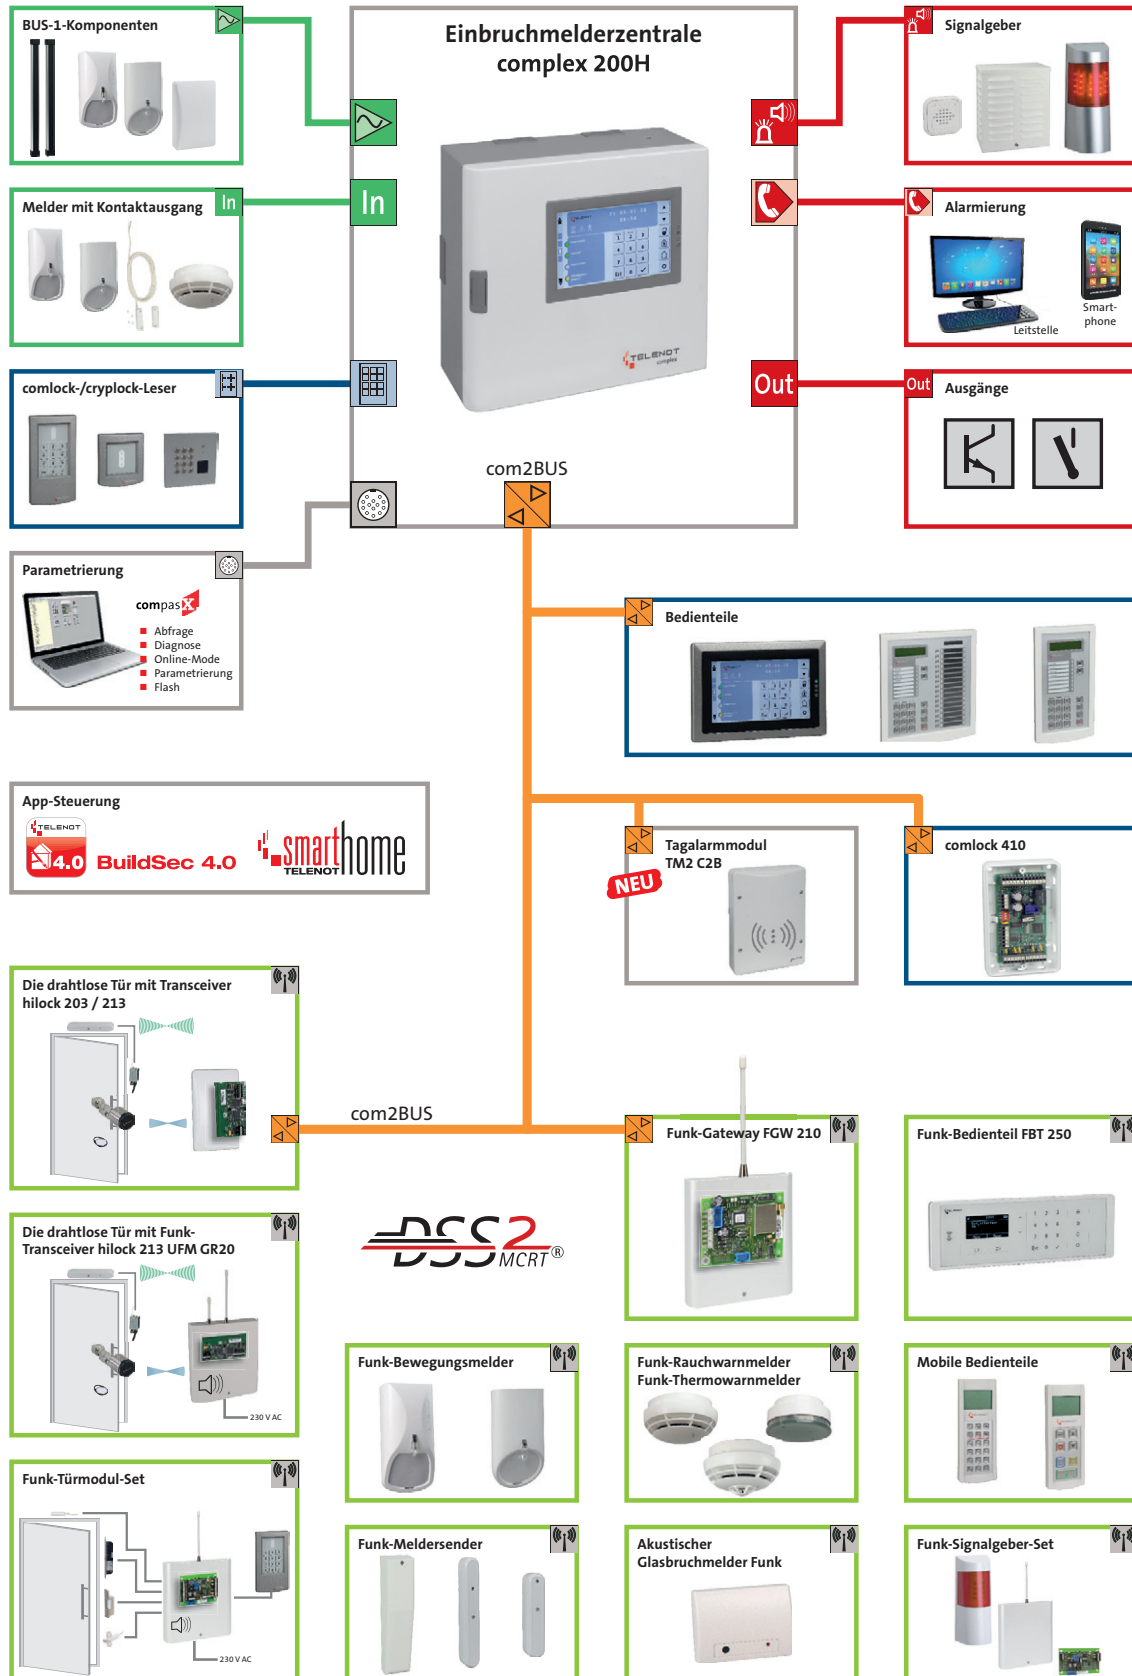 BUS-1-Komponenten
Einbruchmelderzentrale
complex 200H
Signalgeber
Melder mit Kontaktausgang
In
In
Alarmierung
Leitstelle
Smart-
phone
TELENOT
complex
comlock-/cryplock-Leser
Out
Out
Ausgänge
com2BUS
Parametrierung
compasX
Abfrage
Diagnose
Online-Mode
Parametrierung
Flash
Bedienteile
App-Steuerung
TELENOT
4.0
BuildSec 4.0
smarthome
TELENOT
Tagalarmmodul
TM2 C2B
NEU
comlock 410
Die drahtlose Tür mit Transceiver
hilock 203 / 213
com2BUS
Funk-Gateway FGW 210
Funk-Bedienteil FBT 250
Die drahtlose Tür mit Funk-
Transceiver hilock 213 UFM GR20
230 V AC
DSS2
MCRT®
Funk-Bewegungsmelder
Funk-Rauchwarnmelder
Funk-Thermowarnmelder
Mobile Bedienteile
Funk-Türmodul-Set
230 V AC
Funk-Meldersender
Akustischer
Glasbruchmelder Funk
Funk-Signalgeber-Set